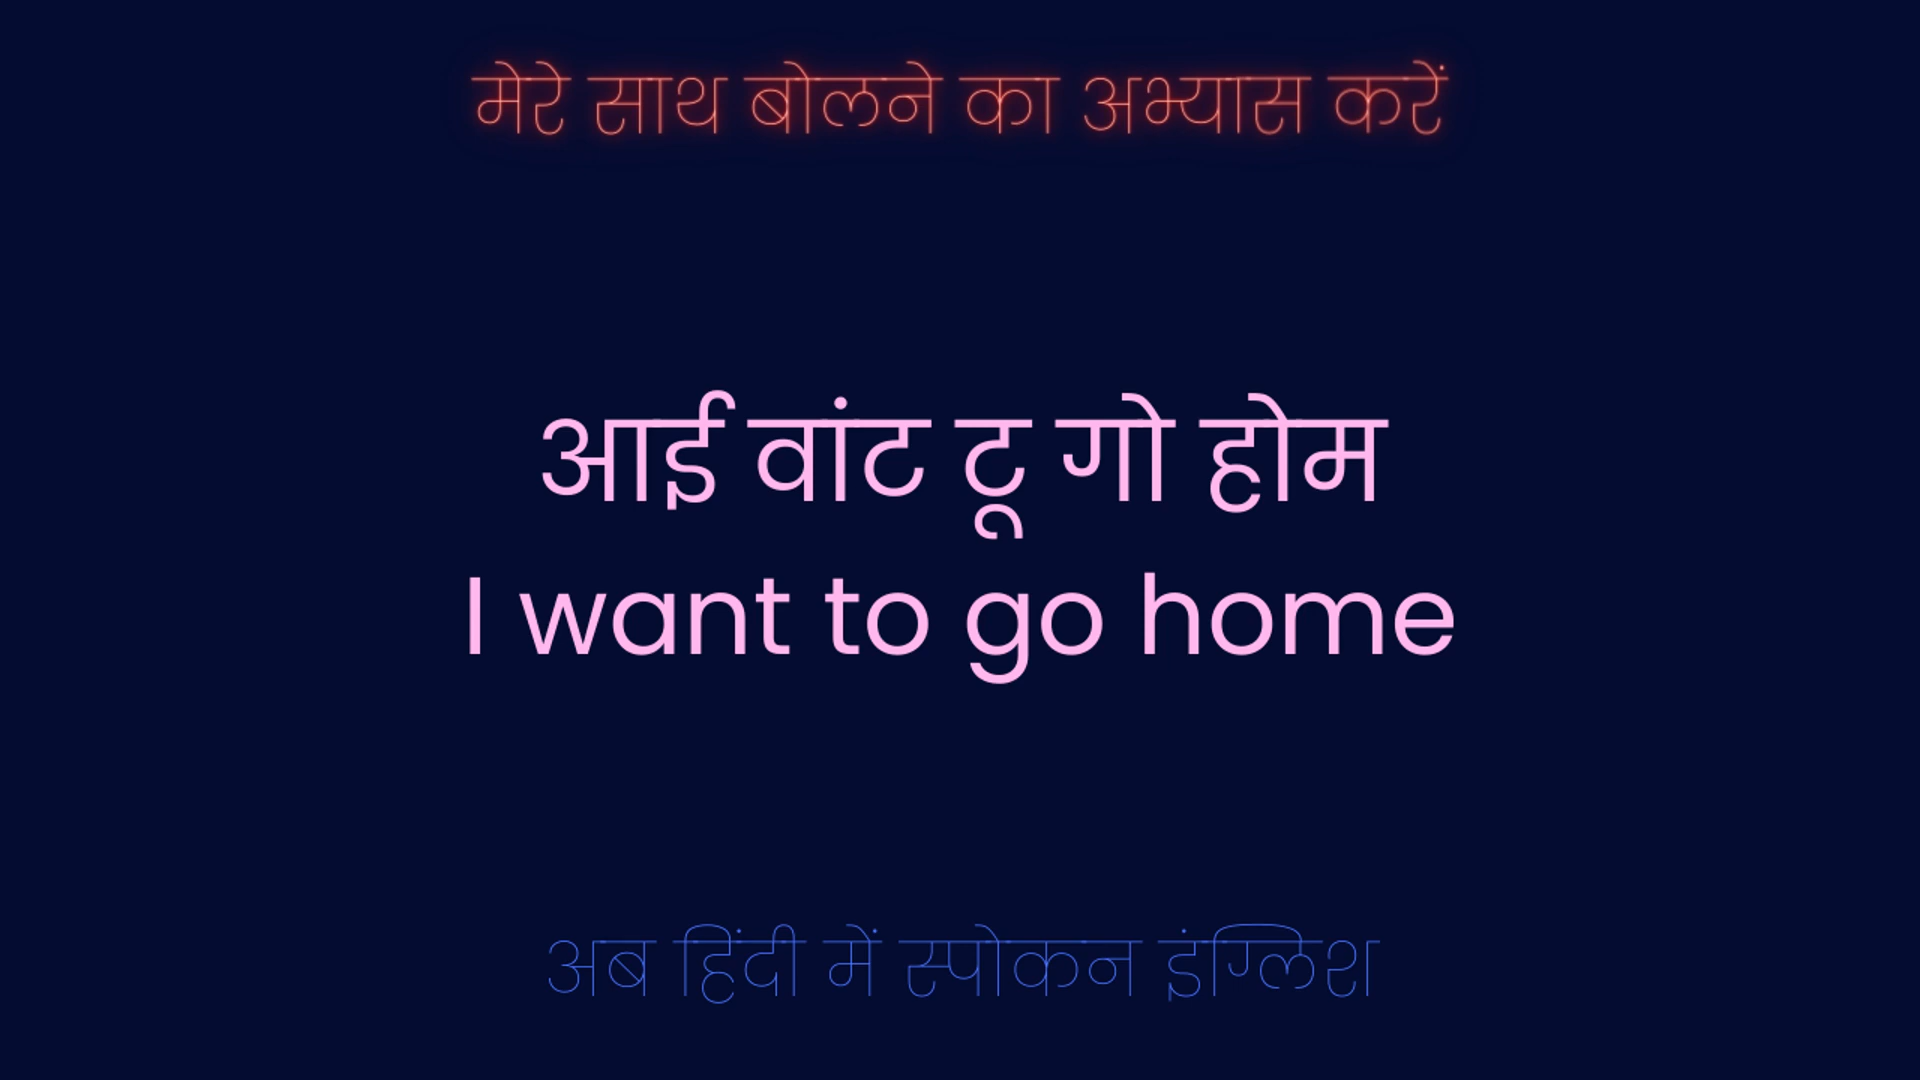 मेरे साथ बोलने का अभ्यास करें
आई वांट टू गो होम
I want to go home
अब हिंदी में स्पोकन इंग्लिश